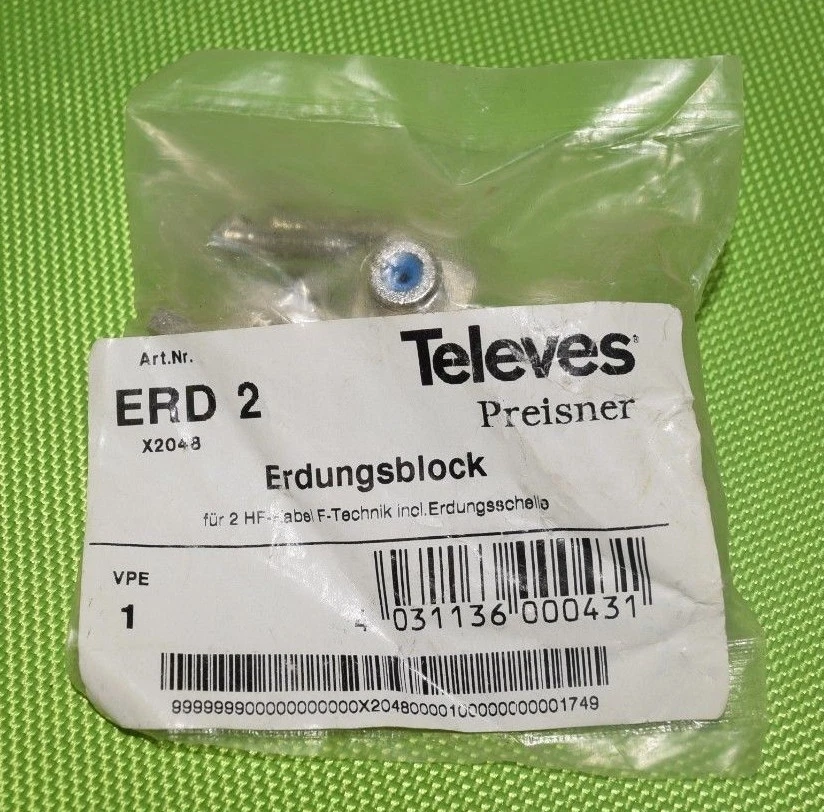 Art.Nr.
Televes®
ERD 2
Preisner
X2048
Erdungsblock
für 2 HF-Kabel F-Technik incl.Erdungsschelle
VPE
1
4 031136 000431
9999999000000000000X20480000100000000001749